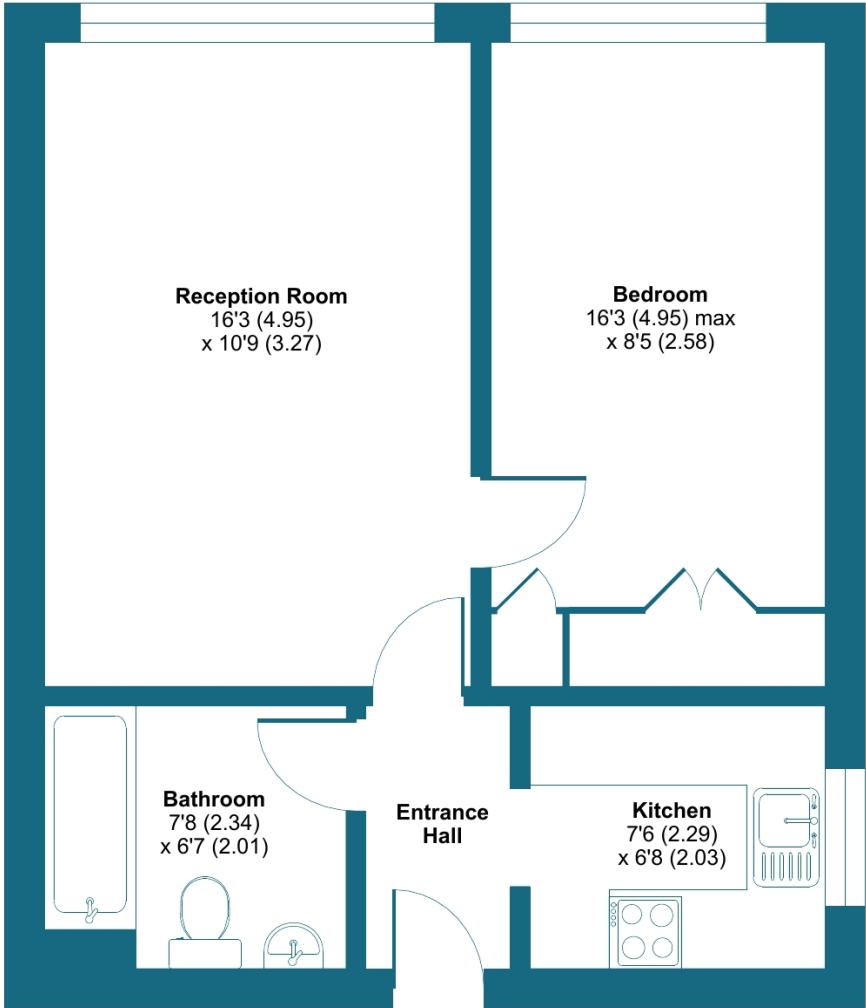 Reception Room
16'3 (4.95)
x 10'9 (3.27)
Bedroom
16'3 (4.95) max
x 8'5 (2.58)
Bathroom
7'8 (2.34)
x 6'7 (2.01)
Entrance
Hall
Kitchen
7'6 (2.29)
x 6'8 (2.03)